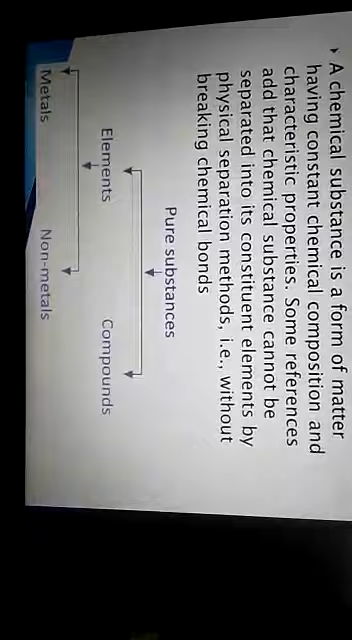 A chemical substance is a form of matter
having constant chemical composition and
characteristic properties. Some references
add that chemical substance cannot be
separated into its constituent elements by
physical separation methods, i.e., without
breaking chemical bonds
Pure substances
Elements Compounds
Metals Non-metals